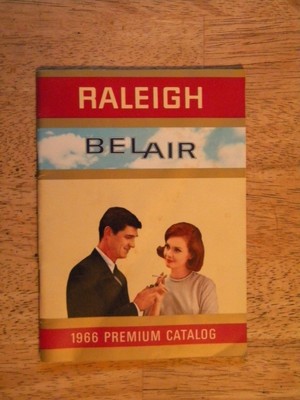 RALEIGH
BELAIR
1966 PREMIUM CATALOG